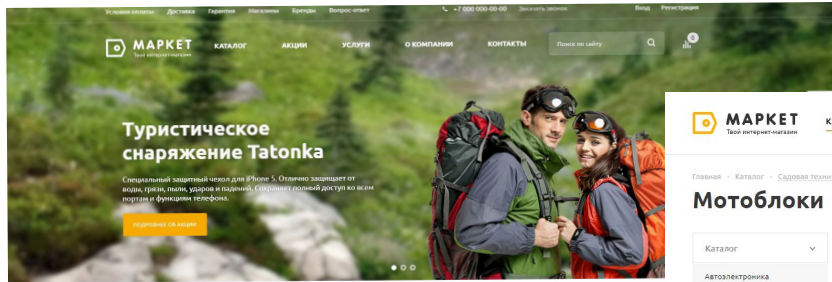 Условия оплаты Доставка Гарантия Магазины Бренды Вопрос-ответ +7 000 000-00-00 Заказать звонок Вход Регистрация
МАРКЕТ
Твой интернет-магазин
КАТАЛОГ АКЦИИ УСЛУГИ О КОМПАНИИ КОНТАКТЫ Поиск по сайту 0
Туристическое
снаряжение Tatonka
Специальный защитный чехол для iPhone 5. Отлично защищает от
воды, грязи, пыли, ударов и падений. Сохраняет полный доступ ко всем
портам и функциям телефона.
ПОДРОБНЕЕ ОБ АКЦИИ
МАРКЕТ
Твой интернет-магазин
К
Главная - Каталог - Садовая техни
Мотоблоки
Каталог
Автоэлектроника